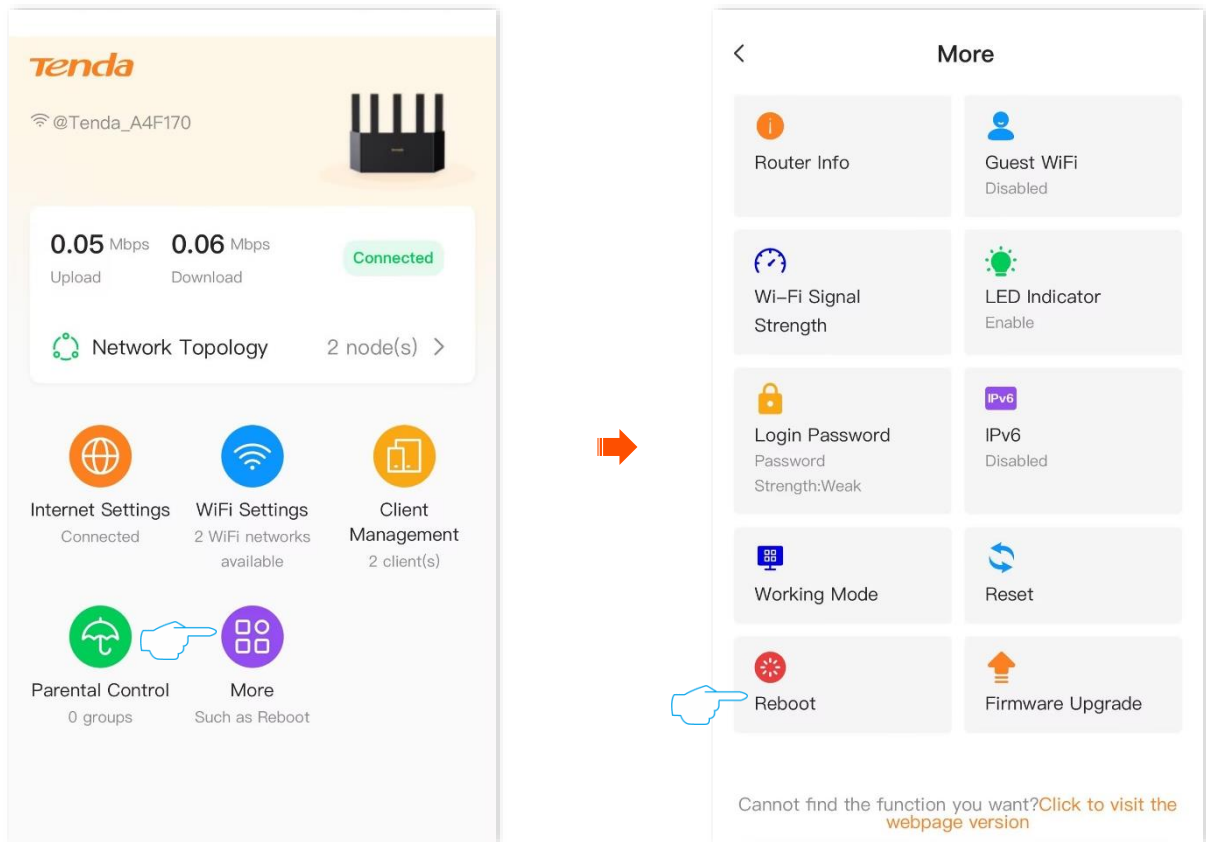 Tenda
@Tenda_A4F170
0.05 Mbps 0.06 Mbps
Upload Download
Connected
Network Topology 2 node(s)
Internet Settings
Connected
WiFi Settings
2 WiFi networks
available
Client
Management
2 client(s)
Parental Control
0 groups
More
Such as Reboot
More
Router Info
Guest WiFi
Disabled
Wi-Fi Signal
Strength
LED Indicator
Enable
Login Password
Password
Strength:Weak
IPv6
IPv6
Disabled
Working Mode
Reset
Reboot
Firmware Upgrade
Cannot find the function you want?Click to visit the
webpage version